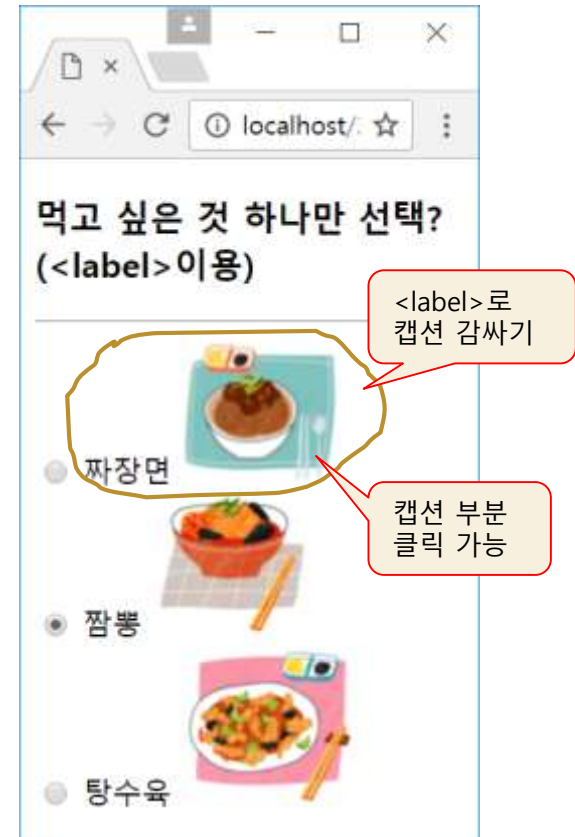 localhost/
먹고 싶은 것 하나만 선택?
(<label>이용)
<label>로
캡션 감싸기
짜장면
캡션 부분
클릭 가능
짬뽕
탕수육